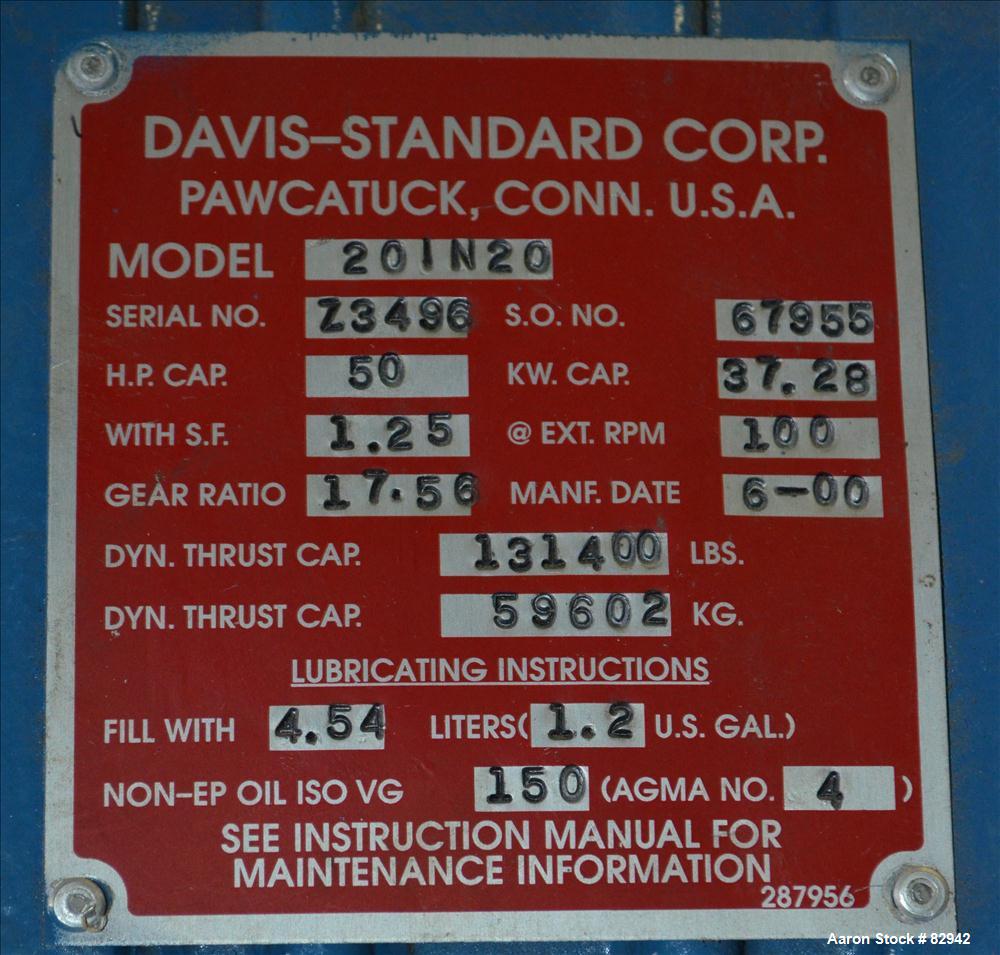 DAVIS-STANDARD CORP.
PAWCATUCK, CONN. U.S.A.
MODEL 20IN20
SERIAL NO. Z3496 S.O. NO. 67955
H.P. CAP. 50 KW. CAP. 37.28
WITH S.F. 1.25 @ EXT. RPM 100
GEAR RATIO 17.56 MANF. DATE 6-00
DYN. THRUST CAP. 131400 LBS.
DYN. THRUST CAP. 59602 KG.
LUBRICATING INSTRUCTIONS
FILL WITH 4.54 LITERS( 1.2 U.S. GAL.)
NON-EP OIL ISO VG 150 (AGMA NO. 4 )
SEE INSTRUCTION MANUAL FOR
MAINTENANCE INFORMATION
287956
Aaron Stock # 82942